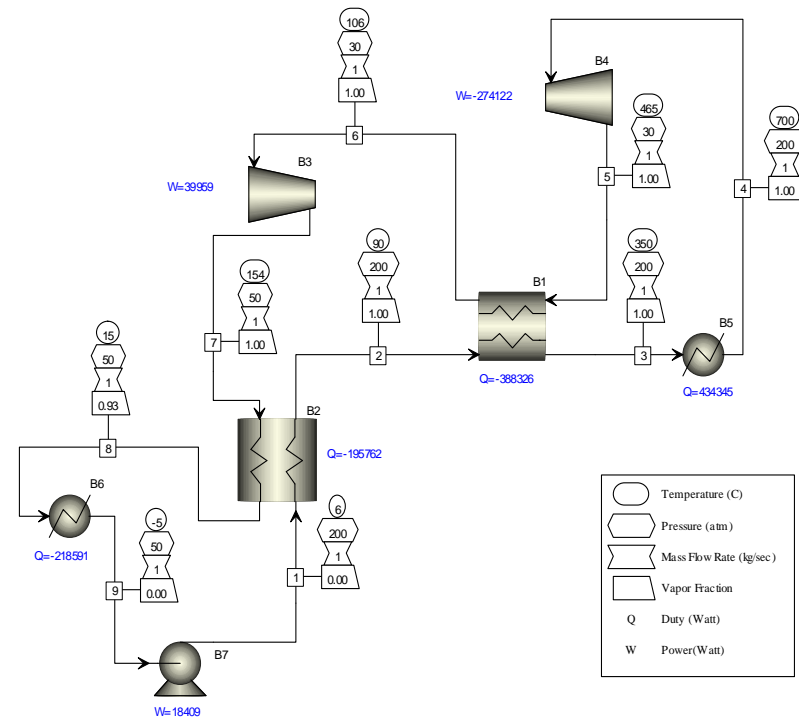 106
30
1
1.00
6
B3
W=39959
B4
W=-274122
465
30
1
1.00
5
700
200
1
1.00
4
90
200
1
1.00
2
B1
Q=-388326
350
200
1
1.00
3
B5
Q=434345
154
50
1
1.00
7
15
50
1
0.93
8
B2
Q=-195762
B6
Q=-218591
-5
50
1
0.00
9
6
200
1
0.00
1
B7
W=18409
Temperature (C)
Pressure (atm)
Mass Flow Rate (kg/sec)
Vapor Fraction
Q Duty (Watt)
W Power(Watt)